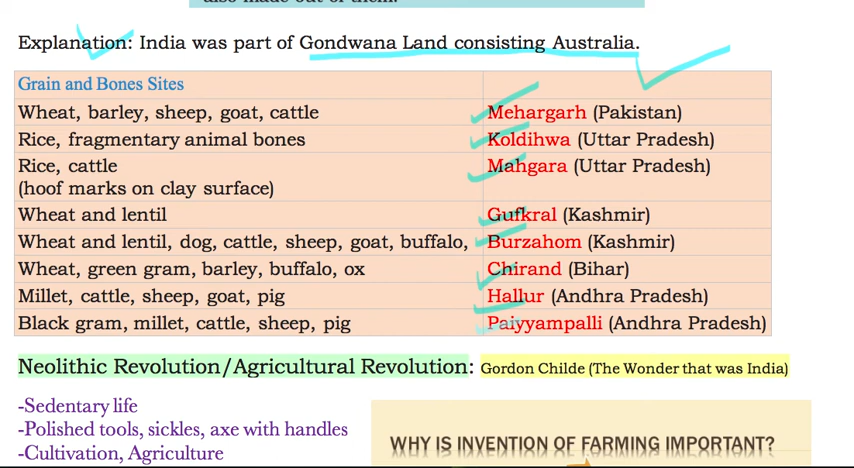 also made out of them.
Explanation: India was part of Gondwana Land consisting Australia.
Grain and Bones Sites
Wheat, barley, sheep, goat, cattle Mehargarh (Pakistan)
Rice, fragmentary animal bones Koldihwa (Uttar Pradesh)
Rice, cattle Mahgara (Uttar Pradesh)
(hoof marks on clay surface)
Wheat and lentil Gufkral (Kashmir)
Wheat and lentil, dog, cattle, sheep, goat, buffalo, Burzahom (Kashmir)
Wheat, green gram, barley, buffalo, ox Chirand (Bihar)
Millet, cattle, sheep, goat, pig Hallur (Andhra Pradesh)
Black gram, millet, cattle, sheep, pig Paiyyampalli (Andhra Pradesh)
Neolithic Revolution/Agricultural Revolution: Gordon Childe (The Wonder that was India)
-Sedentary life
-Polished tools, sickles, axe with handles
-Cultivation, Agriculture
WHY IS INVENTION OF FARMING IMPORTANT?